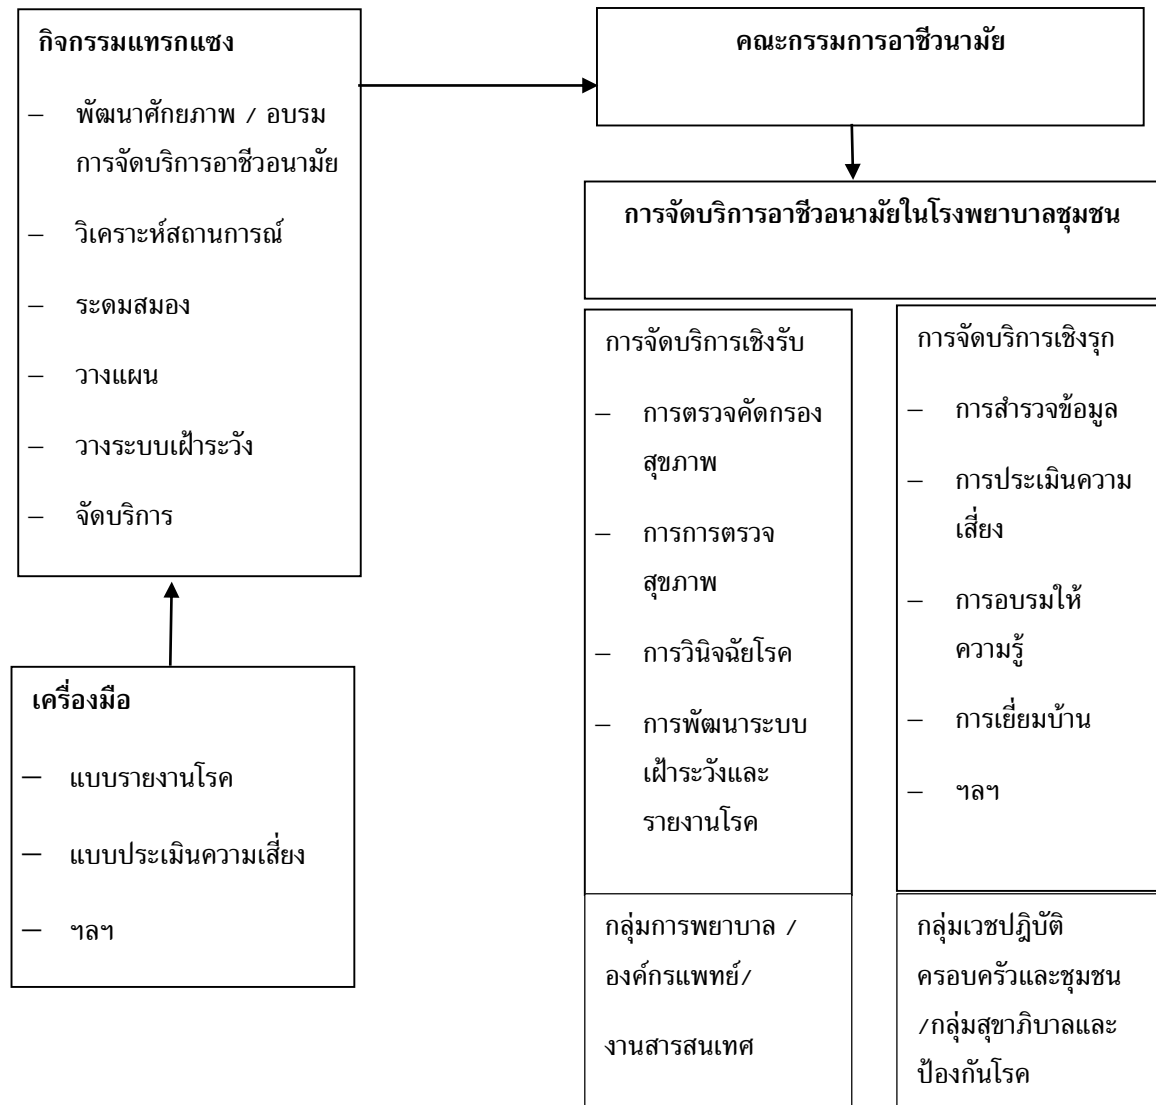 กิจกรรมแทรกแซง
– พัฒนาศักยภาพ / อบรม
การจัดบริการอาชีวอนามัย
– วิเคราะห์สถานการณ์
– ระดมสมอง
– วางแผน
– วางระบบเฝ้าระวัง
– จัดบริการ
เครื่องมือ
– แบบรายงานโรค
– แบบประเมินความเสี่ยง
– ฯลฯ
คณะกรรมการอาชีวนามัย
การจัดบริการอาชีวอนามัยในโรงพยาบาลชุมชน
การจัดบริการเชิงรับ
– การตรวจคัดกรอง
สุขภาพ
– การการตรวจ
สุขภาพ
– การวินิจฉัยโรค
– การพัฒนาระบบ
เฝ้าระวังและ
รายงานโรค
กลุ่มการพยาบาล /
องค์กรแพทย์/
งานสารสนเทศ
การจัดบริการเชิงรุก
– การสำรวจข้อมูล
– การประเมินความ
เสี่ยง
– การอบรมให้
ความรู้
– การเยี่ยมบ้าน
– ฯลฯ
กลุ่มเวชปฎิบัติ
ครอบครัวและชุมชน
/กลุ่มสุขาภิบาลและ
ป้องกันโรค